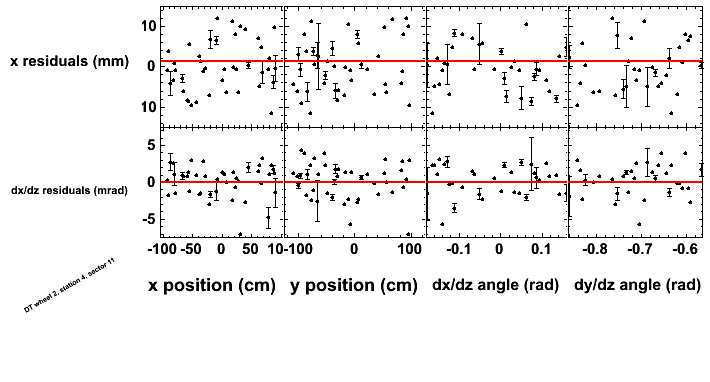 10
x residuals (mm)
0
10
5
dx/dz residuals (mrad)
0
-5
-100 -50 0 50 10-100 0 100 -0.1 0 0.1 -0.8 -0.7 -0.6
x position (cm) y position (cm) dx/dz angle (rad) dy/dz angle (rad)
DT wheel 2, station 4, sector 11